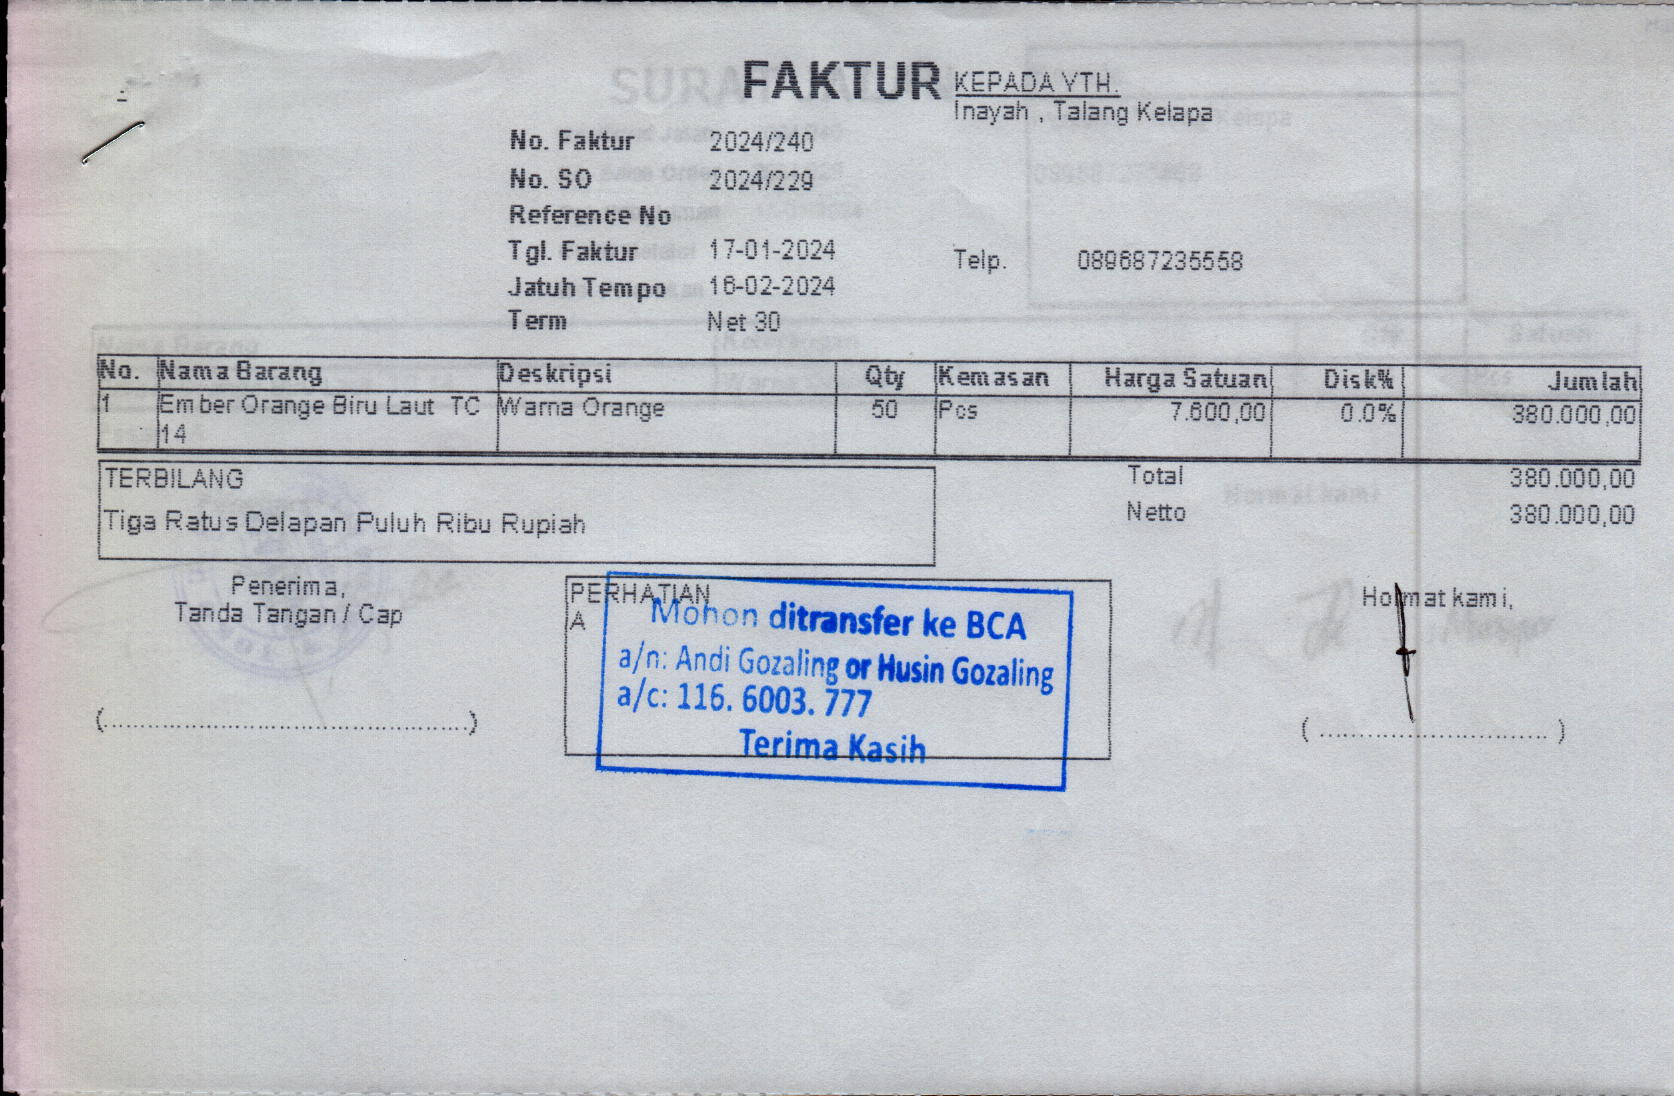 FAKTUR
KEPADA YTH.
Inayah , Talang Kelapa
No. Faktur 2024/240
No. SO 2024/229
Reference No
Tgl. Faktur 17-01-2024
Telp. 089687235558
Jatuh Tempo 16-02-2024
Term Net 30
No. Nama Barang Deskripsi Qty Kemasan Harga Satuan Disk% Jumlah
1 Ember Orange Biru Laut TC Warna Orange 50 Pcs 7.600,00 0.0% 380.000,00
14
TERBILANG
Tiga Ratus Delapan Puluh Ribu Rupiah
Total 380.000,00
Netto 380.000,00
Penerima,
Tanda Tangan / Cap
(............................................)
PERHATIAN
A
Mohon ditransfer ke BCA
a/n: Andi Gozaling or Husin Gozaling
a/c: 116. 6003. 777
Terima Kasih
Hormat kami,
(............................)